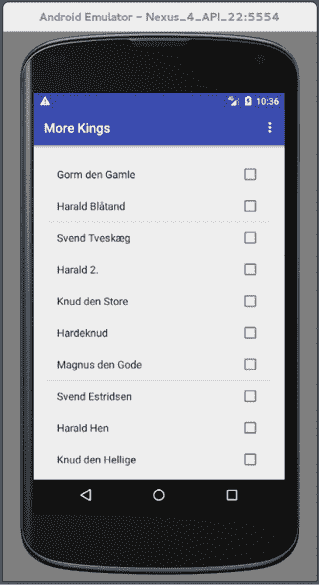 Android Emulator - Nexus_4_API_22:5554
10:36
More Kings
Gorm den Gamle
Harald Blåtand
Svend Tveskæg
Harald 2.
Knud den Store
Hardeknud
Magnus den Gode
Svend Estridsen
Harald Hen
Knud den Hellige